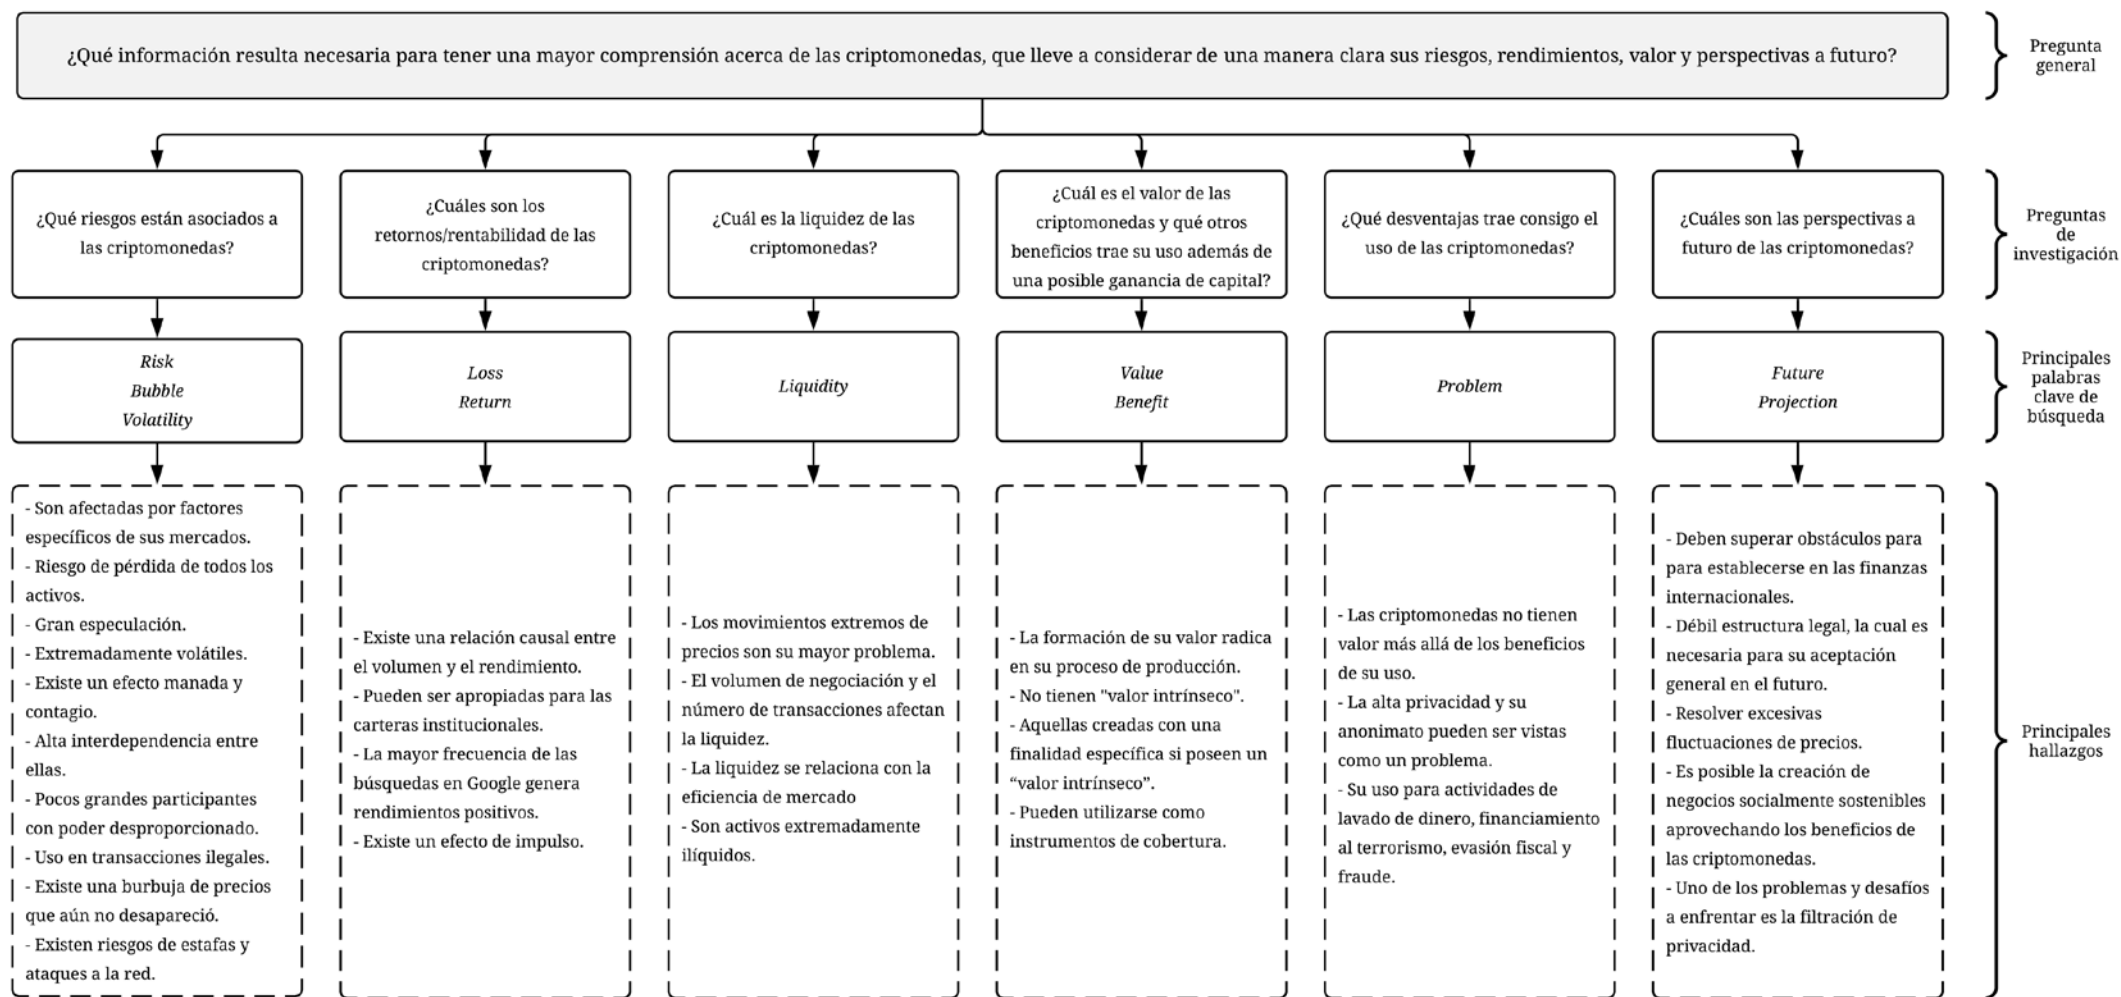 ¿Qué información resulta necesaria para tener una mayor comprensión acerca de las criptomonedas, que lleve a considerar de una manera clara sus riesgos, rendimientos, valor y perspectivas a futuro?
Pregunta
general
¿Qué riesgos están asociados a
las criptomonedas?
¿Cuáles son los
retornos/rentabilidad de las
criptomonedas?
¿Cuál es la liquidez de las
criptomonedas?
¿Cuál es el valor de las
criptomonedas y qué otros
beneficios trae su uso además de
una posible ganancia de capital?
¿Qué desventajas trae consigo el
uso de las criptomonedas?
¿Cuáles son las perspectivas a
futuro de las criptomonedas?
Preguntas
de
investigación
Risk
Bubble
Volatility
Loss
Return
Liquidity
Value
Benefit
Problem
Future
Projection
Principales
palabras
clave de
búsqueda
- Son afectadas por factores
específicos de sus mercados.
- Riesgo de pérdida de todos los
activos.
- Gran especulación.
- Extremadamente volátiles.
- Existe un efecto manada y
contagio.
- Alta interdependencia entre
ellas.
- Pocos grandes participantes
con poder desproporcionado.
- Uso en transacciones ilegales.
- Existe una burbuja de precios
que aún no desapareció.
- Existen riesgos de estafas y
ataques a la red.
- Existe una relación causal entre
el volumen y el rendimiento.
- Pueden ser apropiadas para las
carteras institucionales.
- La mayor frecuencia de las
búsquedas en Google genera
rendimientos positivos.
- Existe un efecto de impulso.
- Los movimientos extremos de
precios son su mayor problema.
- El volumen de negociación y el
número de transacciones afectan
la liquidez.
- La liquidez se relaciona con la
eficiencia de mercado
- Son activos extremadamente
ilíquidos.
- La formación de su valor radica
en su proceso de producción.
- No tienen "valor intrínseco".
- Aquellas creadas con una
finalidad específica si poseen un
“valor intrínseco”.
- Pueden utilizarse como
instrumentos de cobertura.
- Las criptomonedas no tienen
valor más allá de los beneficios
de su uso.
- La alta privacidad y su
anonimato pueden ser vistas
como un problema.
- Su uso para actividades de
lavado de dinero, financiamiento
al terrorismo, evasión fiscal y
fraude.
- Deben superar obstáculos para
para establecerse en las finanzas
internacionales.
- Débil estructura legal, la cual es
necesaria para su aceptación
general en el futuro.
- Resolver excesivas
fluctuaciones de precios.
- Es posible la creación de
negocios socialmente sostenibles
aprovechando los beneficios de
las criptomonedas.
- Uno de los problemas y desafíos
a enfrentar es la filtración de
privacidad.
Principales
hallazgos